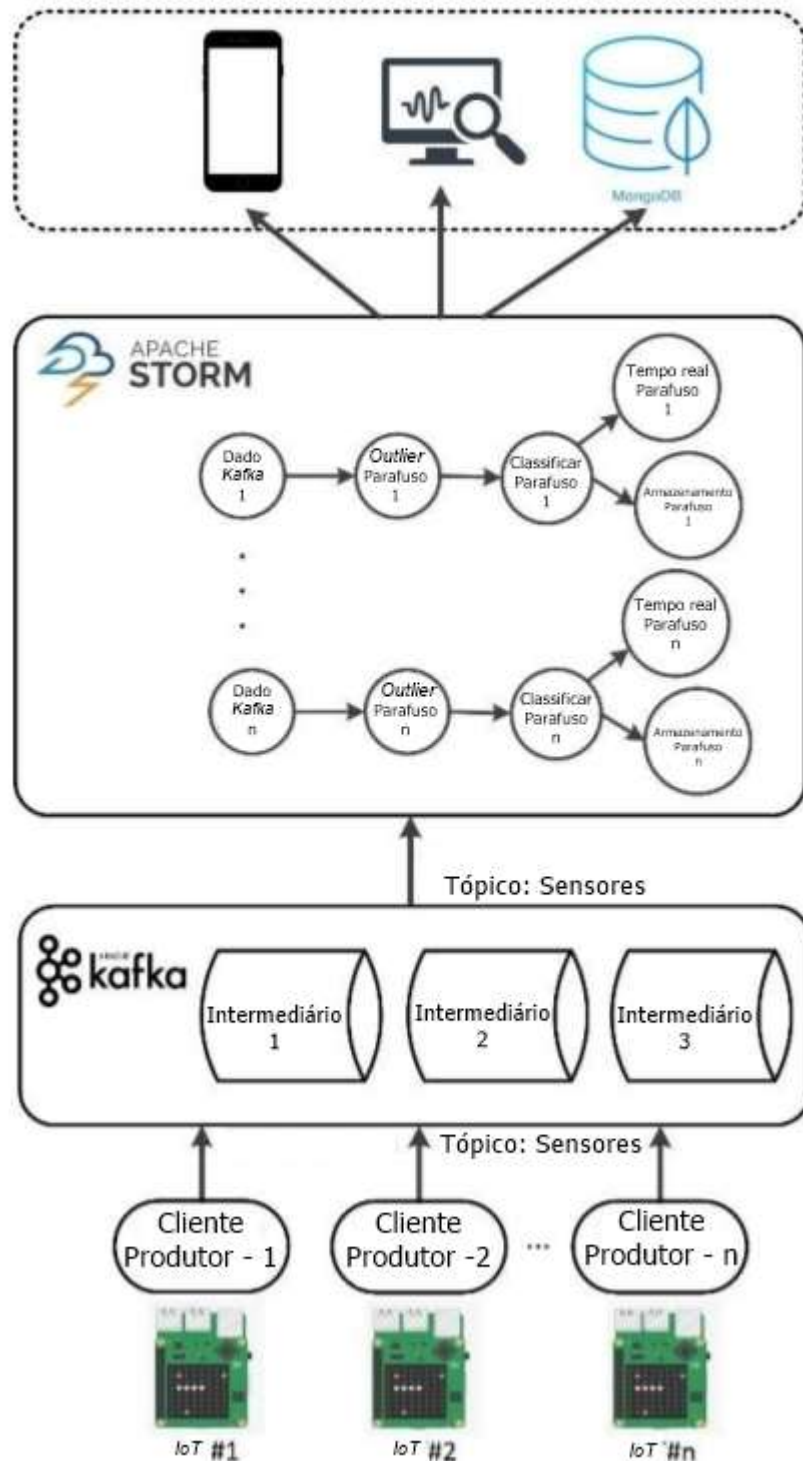 MongoDB
APACHE
STORM
Tempo real
Parafuso
1
Dado
Kafka
1
Outlier
Parafuso
1
Classificar
Parafuso
1
Armazenamento
Parafuso
1
Tempo real
Parafuso
n
Dado
Kafka
n
Outlier
Parafuso
n
Classificar
Parafuso
n
Armazenamento
Parafuso
n
Tópico: Sensores
kafka
Intermediário
1
Intermediário
2
Intermediário
3
Tópico: Sensores
Cliente
Produtor - 1
Cliente
Produtor -2
...
Cliente
Produtor - n
IoT #1
IoT #2
IoT #n